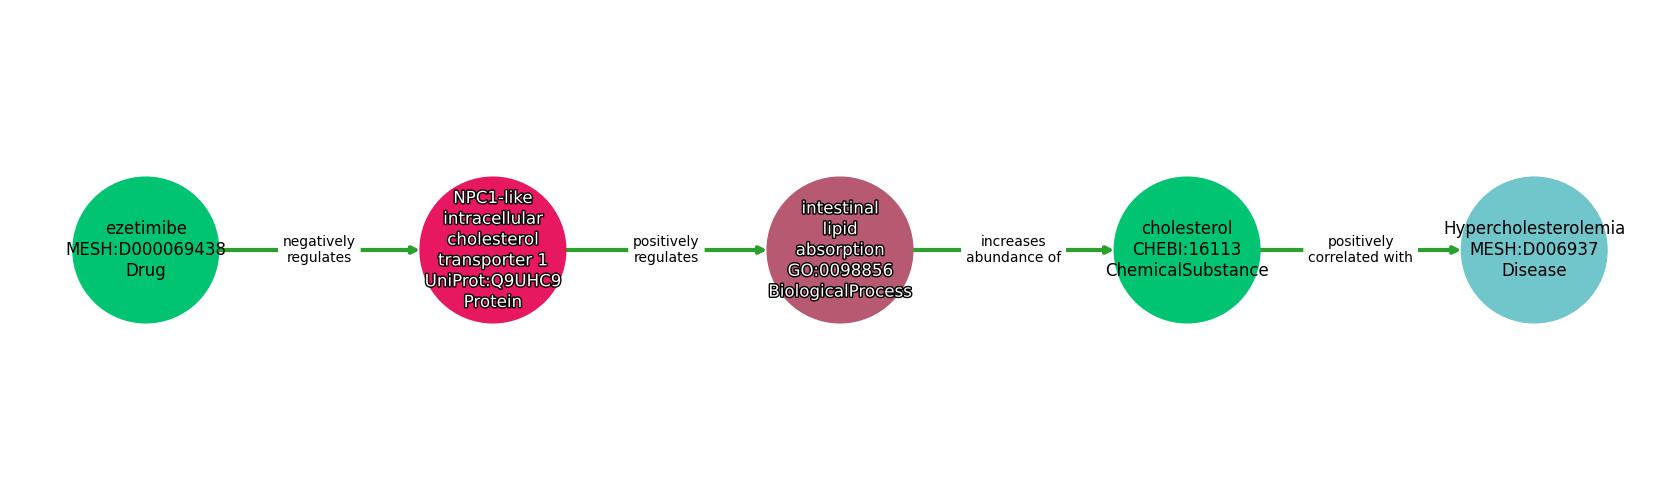 ezetimibe
MESH:D000069438
Drug
negatively
regulates
NPC1-like
intracellular
cholesterol
transporter 1
UniProt:Q9UHC9
Protein
positively
regulates
intestinal
lipid
absorption
GO:0098856
BiologicalProcess
increases
abundance of
cholesterol
CHEBI:16113
ChemicalSubstance
positively
correlated with
Hypercholesterolemia
MESH:D006937
Disease